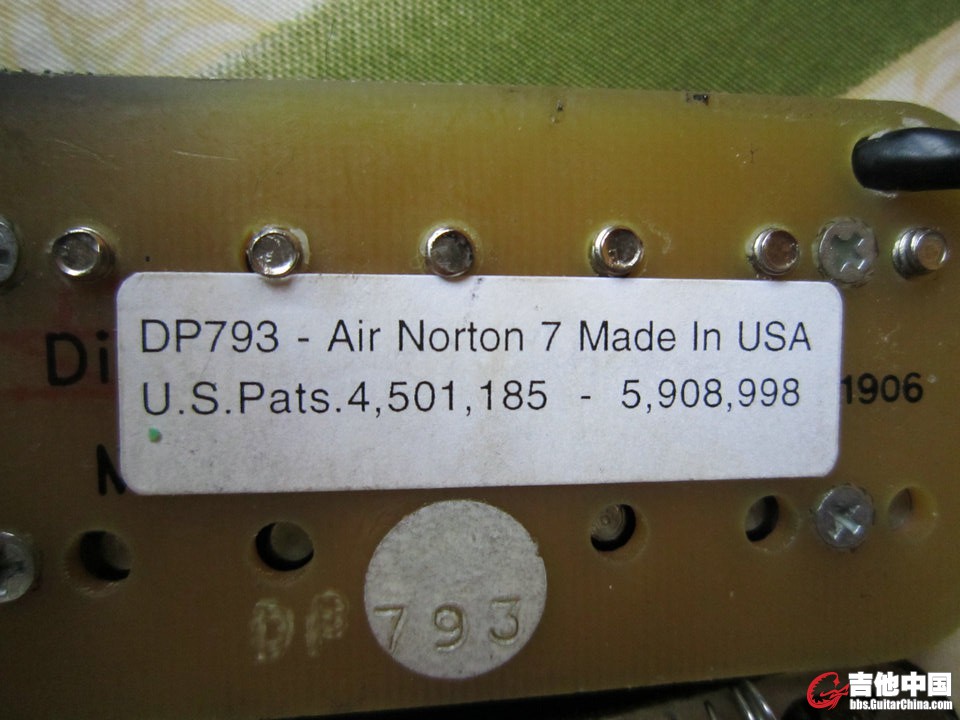 DP793 - Air Norton 7 Made In USA
Di
U.S.Pats.4,501,185 - 5,908,998
1906
M
DP 793
吉他中国
bbs.GuitarChina.com